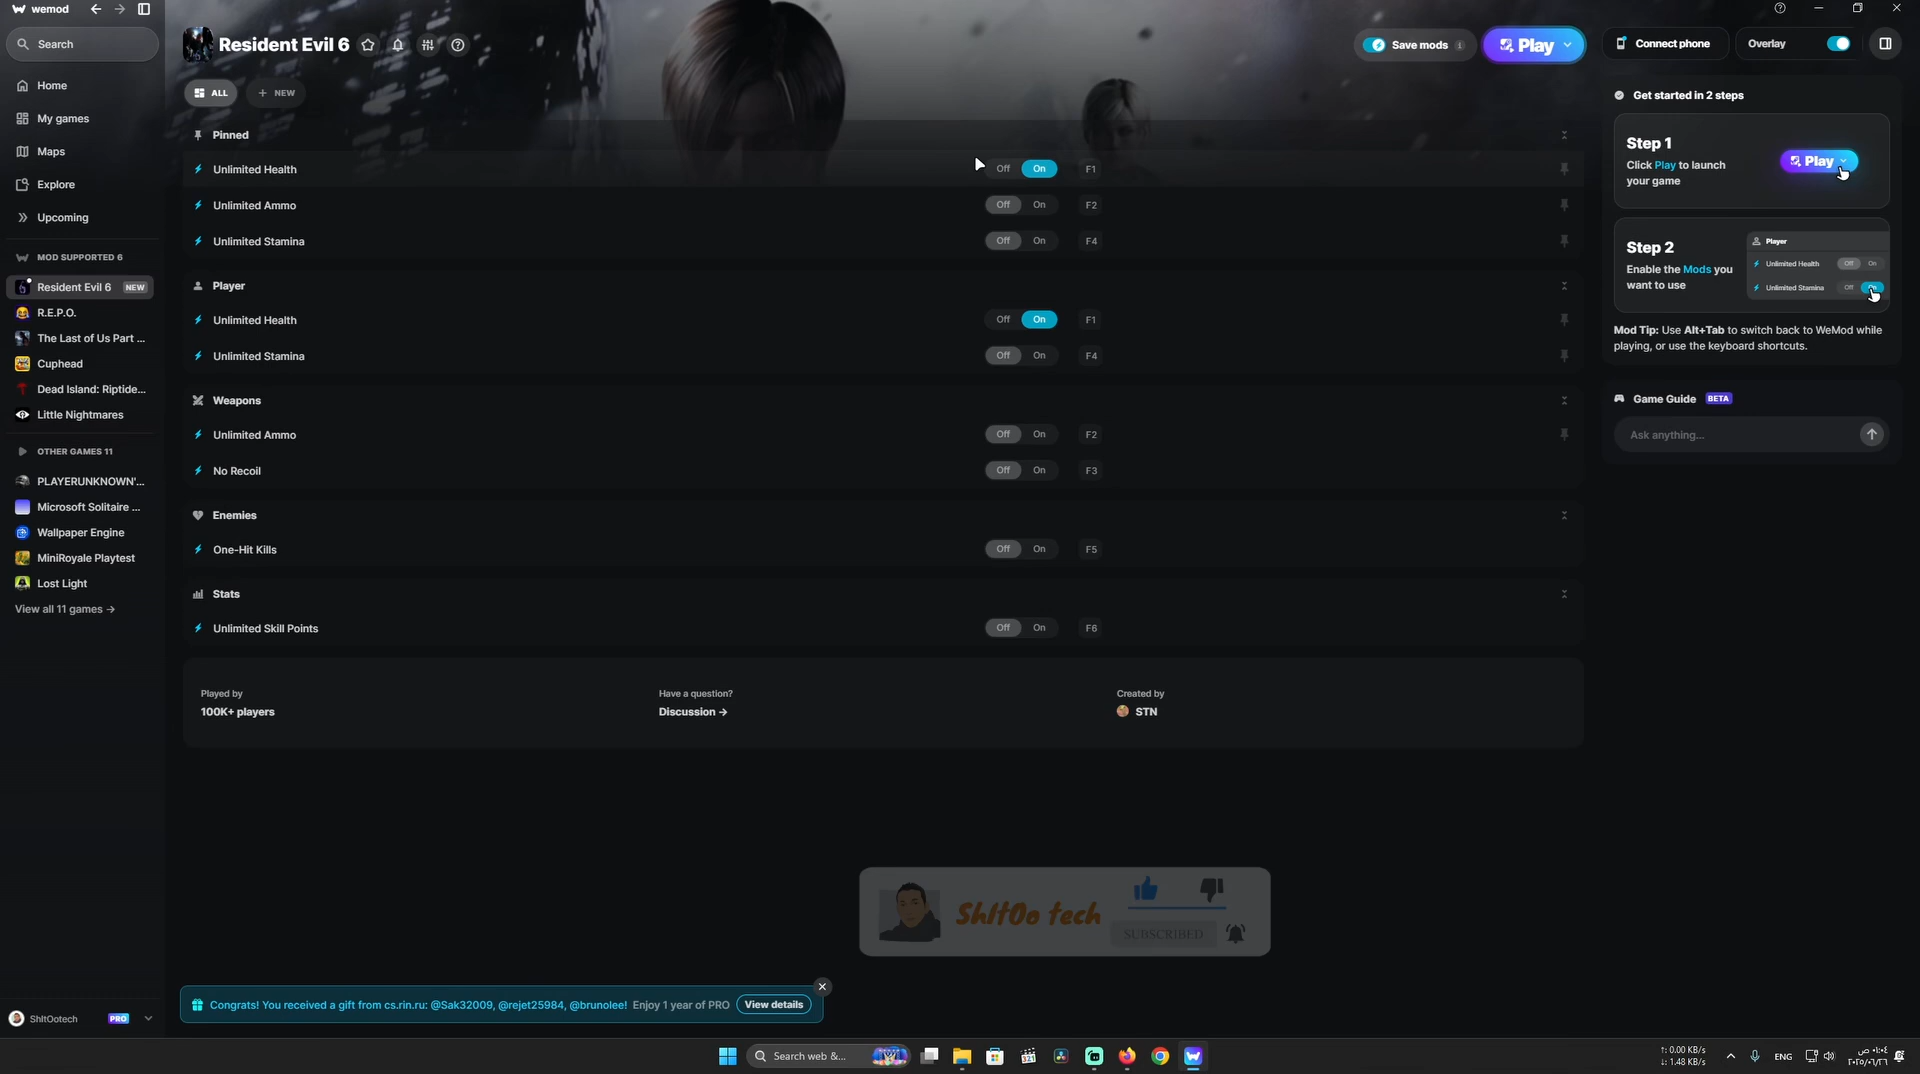 wemod
Search
Home
My games
Maps
Explore
Upcoming
MOD SUPPORTED 6
Resident Evil 6 NEW
R.E.P.O.
The Last of Us Part ...
Cuphead
Dead Island: Riptide...
Little Nightmares
OTHER GAMES 11
PLAYERUNKNOWN'...
Microsoft Solitaire ...
Wallpaper Engine
MiniRoyale Playtest
Lost Light
View all 11 games →
ShItOotech PRO
Resident Evil 6
Save mods
Play
ALL
+ NEW
Pinned
Unlimited Health Off On F1
Unlimited Ammo Off On F2
Unlimited Stamina Off On F4
Player
Unlimited Health Off On F1
Unlimited Stamina Off On F4
Weapons
Unlimited Ammo Off On F2
No Recoil Off On F3
Enemies
One-Hit Kills Off On F5
Stats
Unlimited Skill Points Off On F6
Played by
100K+ players
Have a question?
Discussion →
Created by
STN
Connect phone
Overlay
Get started in 2 steps
Step 1
Click Play to launch
your game
Play
Step 2
Enable the Mods you
want to use
Player
Unlimited Health Off On
Unlimited Stamina Off
Mod Tip: Use Alt+Tab to switch back to WeMod while
playing, or use the keyboard shortcuts.
Game Guide BETA
Ask anything...
ShItOo tech
SUBSCRIBED
Congrats! You received a gift from cs.rin.ru: @Sak32009, @rejet25984, @brunolee! Enjoy 1 year of PRO View details
Search web &...
↑: 0.00 KB/s
↓: 1.48 KB/s
ENG
٠١:٠٤ ص
٢٠٢٥/٠٦/٢٦